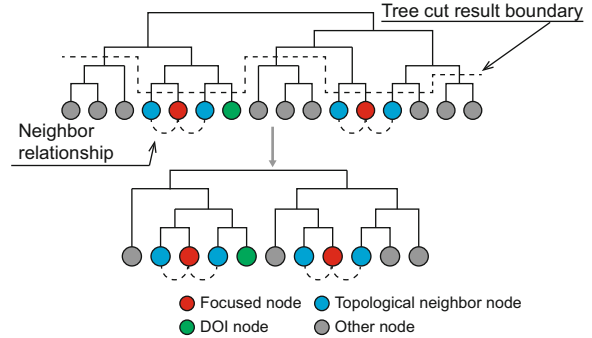 Tree cut result boundary
Neighbor
relationship
Focused node
Topological neighbor node
DOI node
Other node